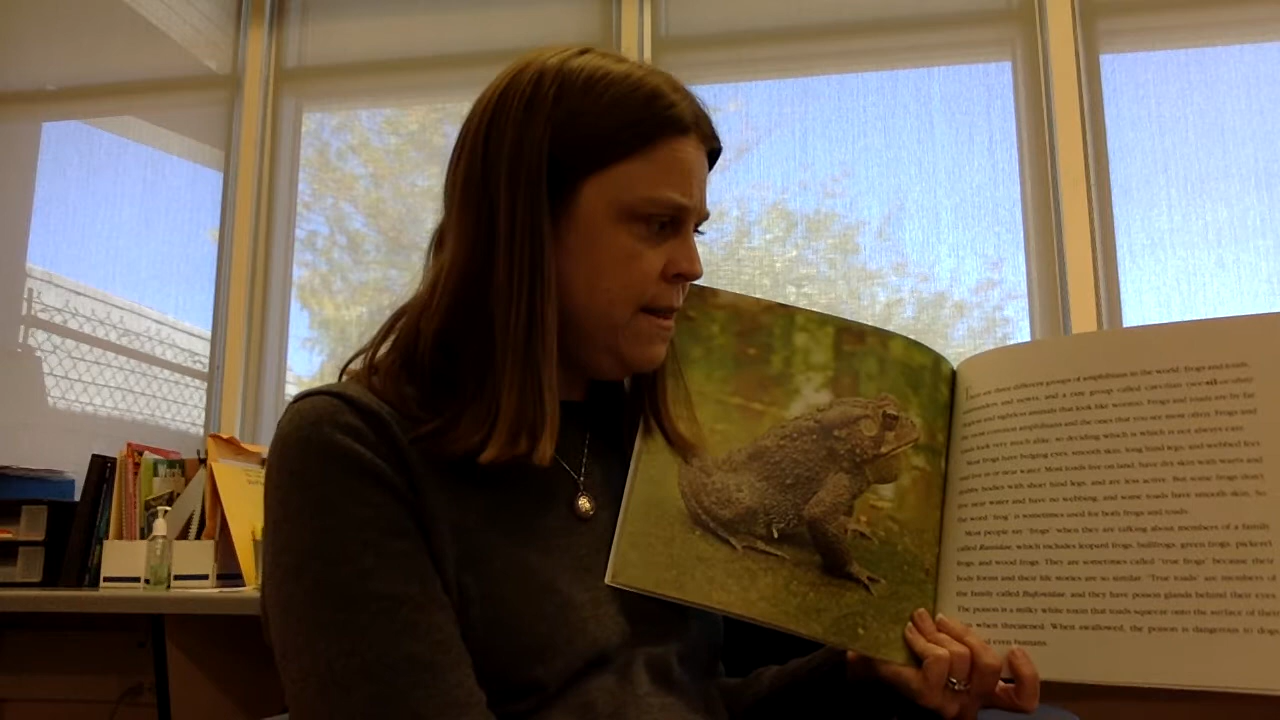 There are three different groups of amphibians in the world: frogs and toads,
salamanders and newts, and a rare group called caecilian
legless and sightless animals that look like worms. Frogs and toads are by far
the most common amphibians and the ones that you see most often. Frogs and
toads look very much alike, so deciding which is which is not always easy.
Most frogs have bulging eyes, smooth skin, long hind legs, and webbed feet
and live in or near water. Most toads live on land, have dry skin with warts and
bodies with short hind legs, and are less active. But some frogs don't
live near water and have no webbing, and some toads have smooth skin. So
the word "frog" is sometimes used for both frogs and toads.
Most people say "frogs" when they are talking about members of a family
called Ranidae, which includes leopard frogs, bullfrogs, green frogs, pickerel
frogs, and wood frogs. They are sometimes called "true frogs" because their
body forms and their life stories are so similar. "True toads" are members of
the family called Bufonidae, and they have poison glands behind their eyes.
The poison is a milky white toxin that toads squeeze onto the surface of their
when threatened. When swallowed, the poison is dangerous to dogs
even humans.